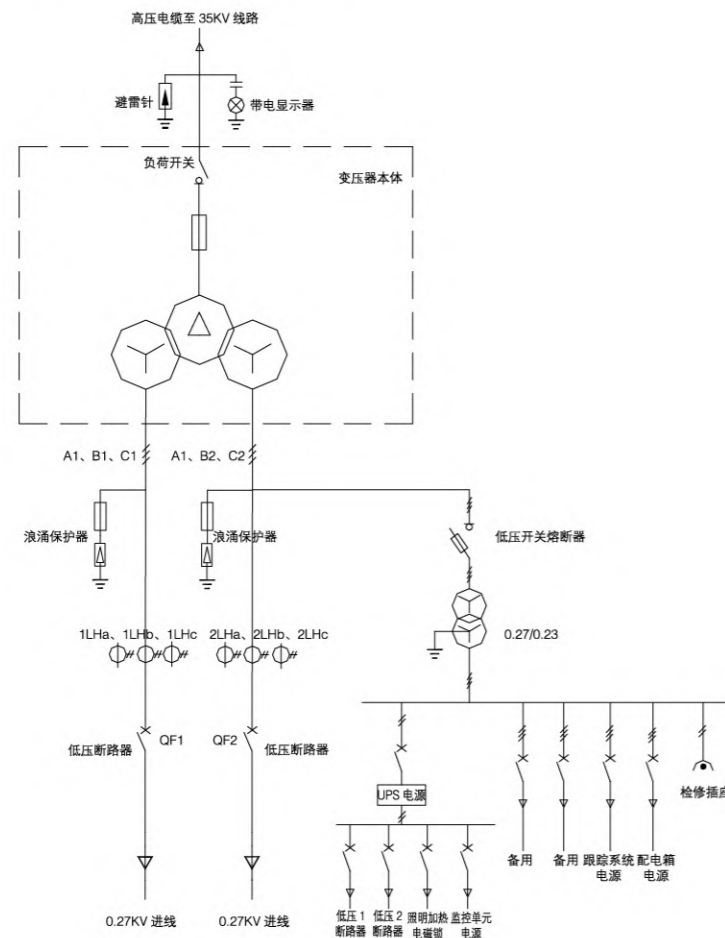 高压电缆至 35KV 线路
避雷针
带电显示器
负荷开关
变压器本体
A1、B1、C1
A1、B2、C2
浪涌保护器
浪涌保护器
低压开关熔断器
1LHa、1LHb、1LHc
2LHa、2LHb、2LHc
0.27/0.23
QF1
QF2
低压断路器
低压断路器
检修插座
UPS 电源
备用
备用
跟踪系统
电源
配电箱
电源
0.27KV 进线
0.27KV 进线
低压 1
断路器
低压 2
断路器
照明加热
电磁锁
监控单元
电源